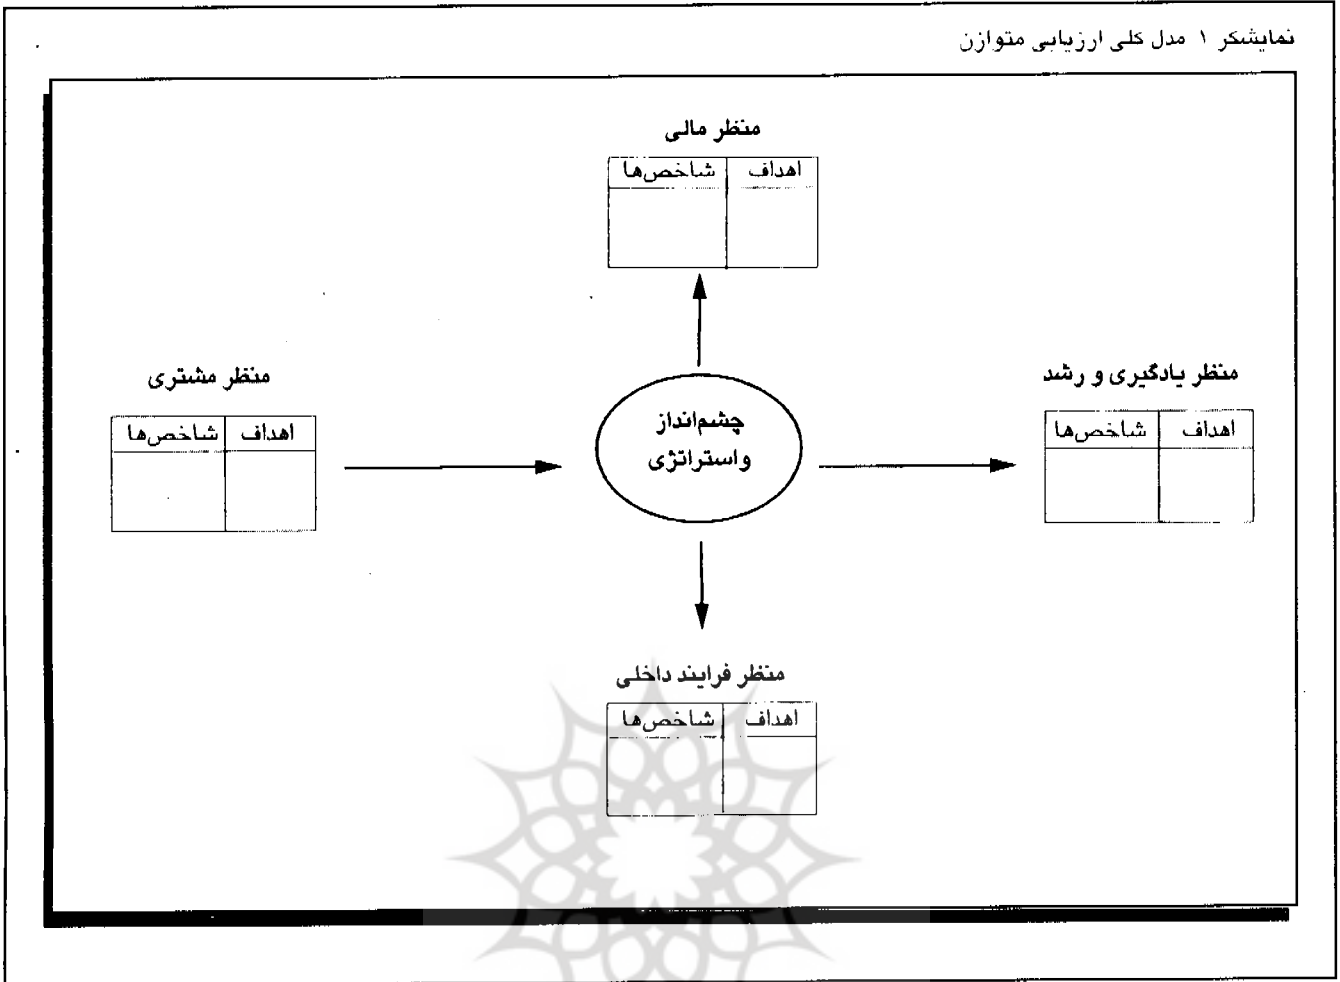 نمایشگر ۱ مدل کلی ارزیابی متوازن
منظر مالی
اهداف شاخص‌ها
منظر یادگیری و رشد
اهداف شاخص‌ها
چشم‌انداز
واستراتژی
منظر مشتری
اهداف شاخص‌ها
منظر فرایند داخلی
اهداف شاخص‌ها